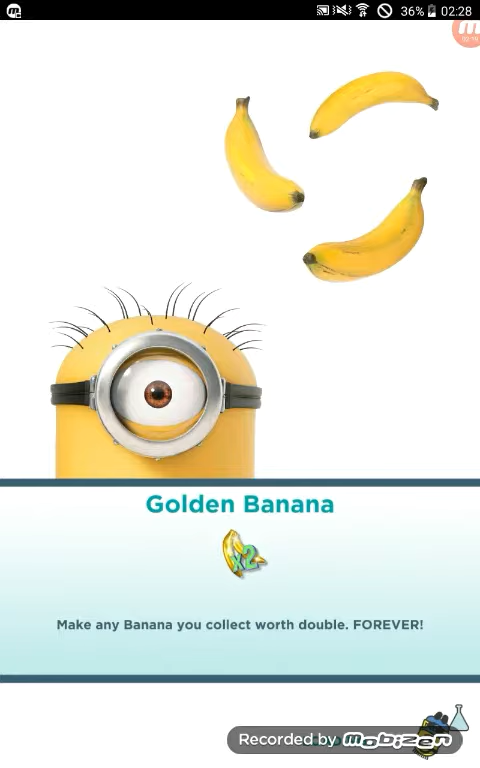 36% 02:28
Golden Banana
x2
Make any Banana you collect worth double. FOREVER!
Recorded by mobizen